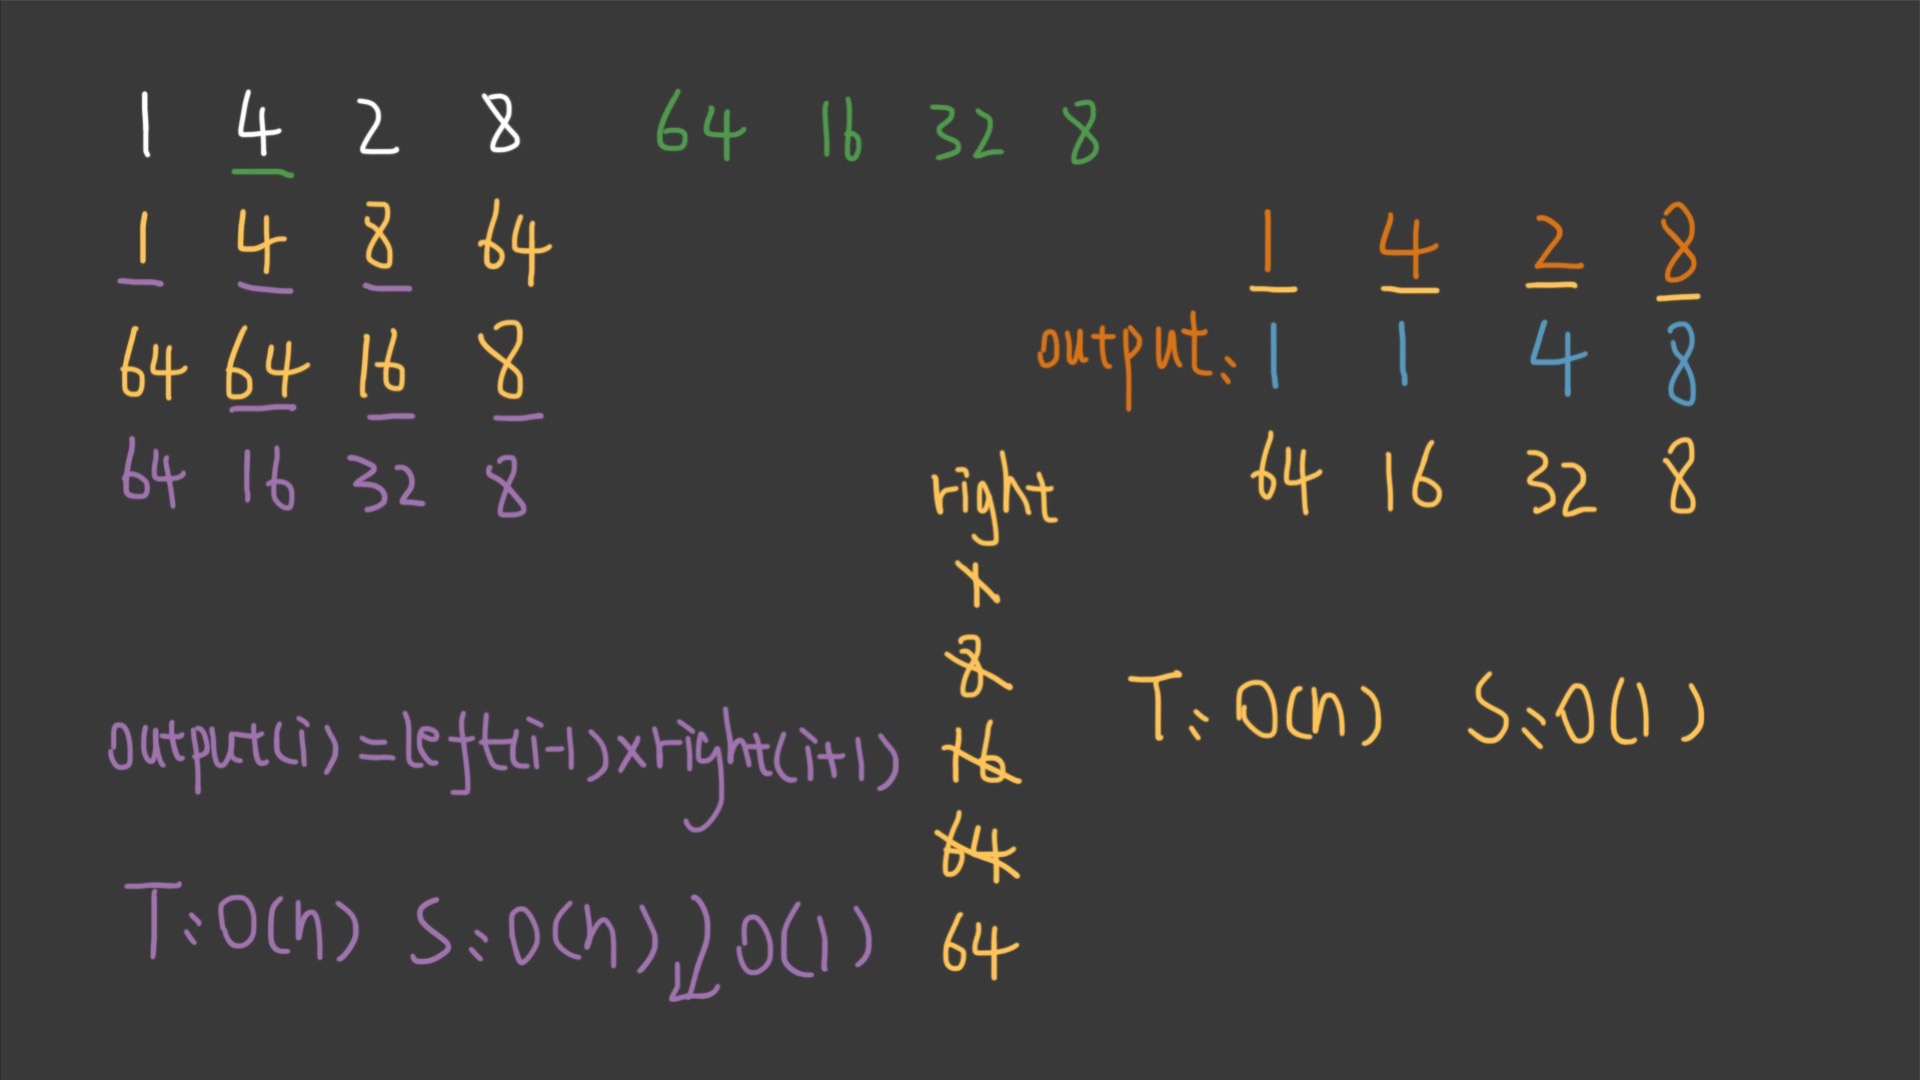 1 4 2 8 64 16 32 8
1 4 8 64
64 64 16 8
64 16 32 8
1 4 2 8
output: 1 1 4 8
64 16 32 8
right
1
8
16
64
64
output(i)=left(i-1)×right(i+1)
T:O(n) S:O(n) O(1)
T:O(n) S:O(1)